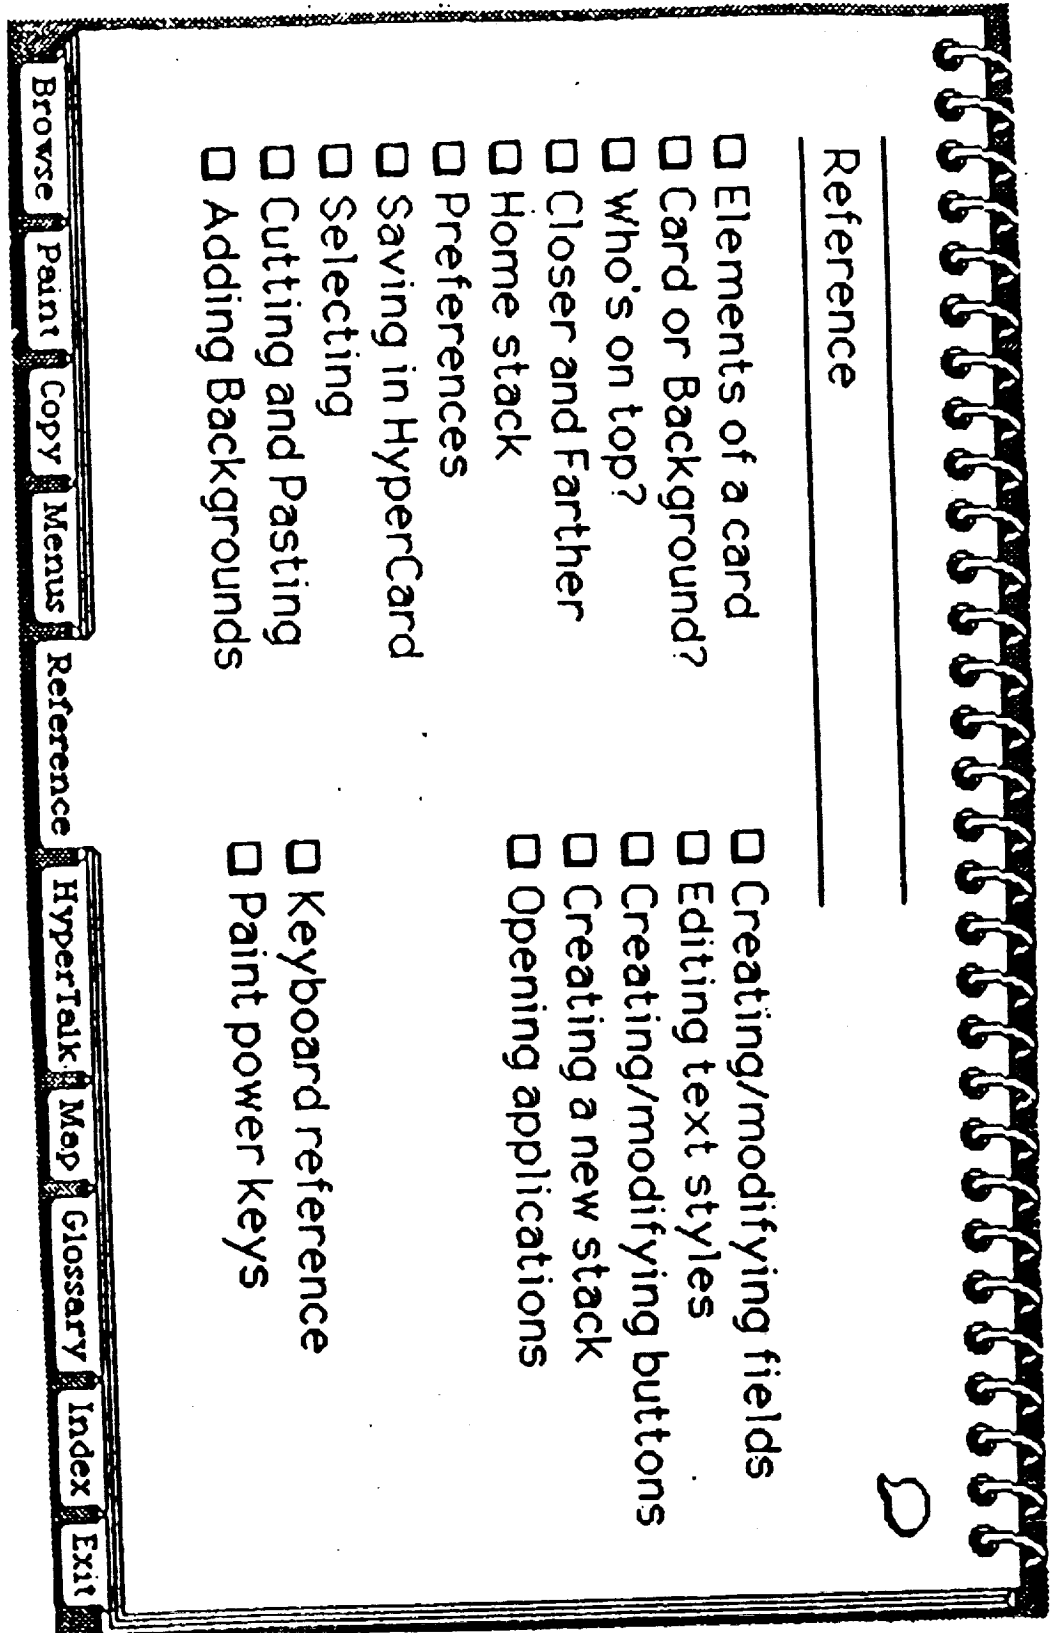 Reference
Elements of a card
Card or Background?
Who's on top?
Closer and Farther
Home stack
Preferences
Saving in HyperCard
Selecting
Cutting and Pasting
Adding Backgrounds
Creating/modifying fields
Editing text styles
Creating/modifying buttons
Creating a new stack
Opening applications
Keyboard reference
Paint power keys
Browse Paint Copy Menus Reference HyperTalk Map Glossary Index Exit